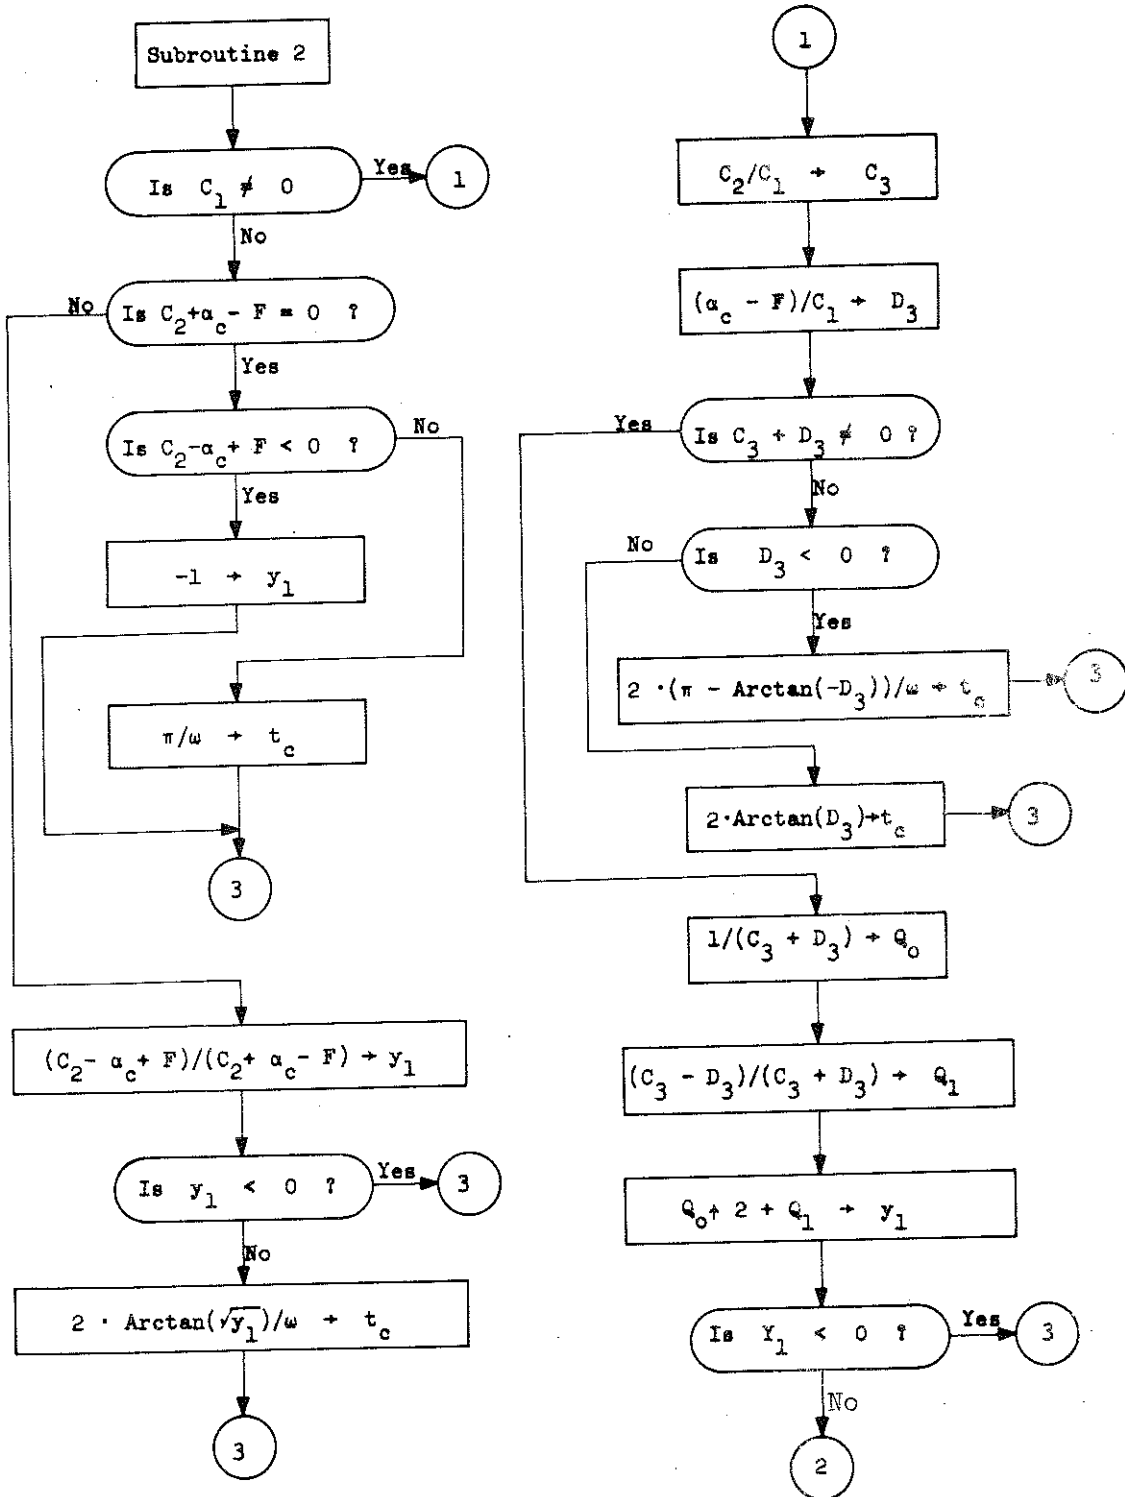 Subroutine 2
Is C₁ ≠ 0
Yes
1
No
Is C₂+α_c- F = 0 ?
No
Yes
Is C₂-α_c+ F < 0 ?
No
Yes
-1 → y₁
π/ω → t_c
3
(C₂- α_c+ F)/(C₂+ α_c- F) → y₁
Is y₁ < 0 ?
Yes
3
No
2 · Arctan(√y₁)/ω → t_c
3
1
C₂/C₁ → C₃
(α_c - F)/C₁ → D₃
Is C₃ + D₃ ≠ 0 ?
Yes
No
Is D₃ < 0 ?
No
Yes
2 ·(π - Arctan(-D₃))/ω → t_c
3
2·Arctan(D₃)→t_c
3
1/(C₃ + D₃) → Q₀
(C₃ - D₃)/(C₃ + D₃) → Q₁
Q₀↑ 2 + Q₁ → y₁
Is Y₁ < 0 ?
Yes
3
No
2